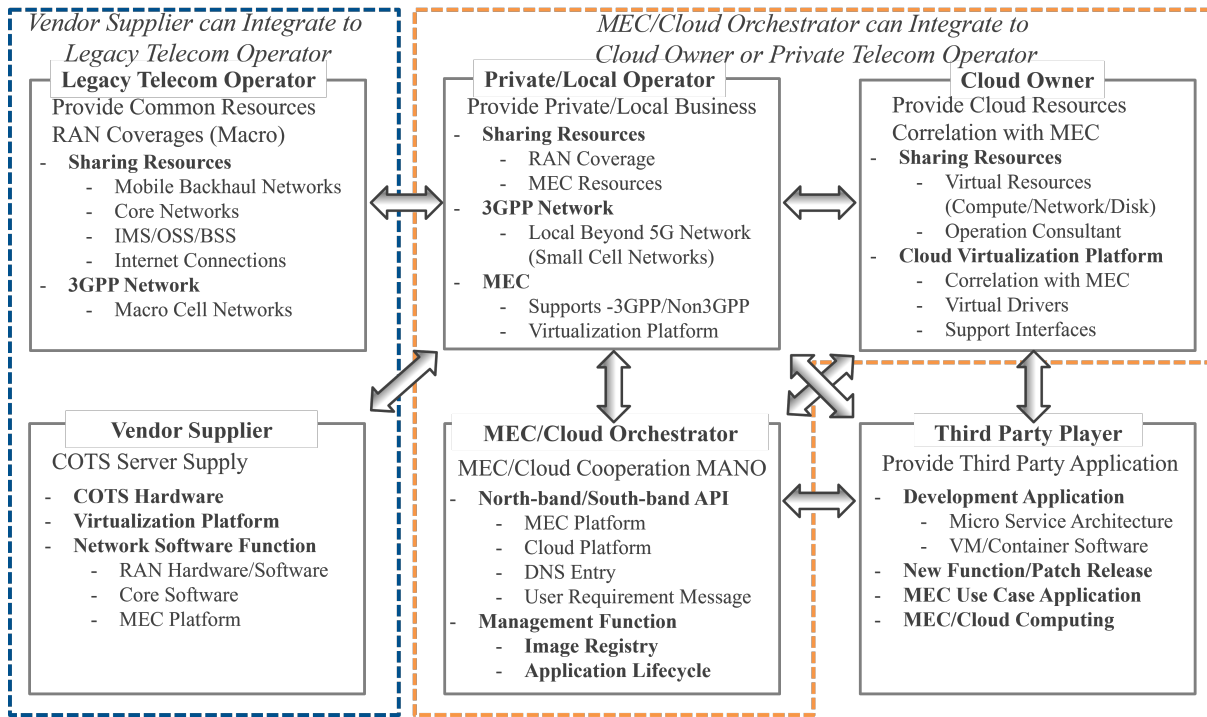 Vendor Supplier can Integrate to
Legacy Telecom Operator
MEC/Cloud Orchestrator can Integrate to
Cloud Owner or Private Telecom Operator
Legacy Telecom Operator
Provide Common Resources
RAN Coverages (Macro)
- Sharing Resources
- Mobile Backhaul Networks
- Core Networks
- IMS/OSS/BSS
- Internet Connections
- 3GPP Network
- Macro Cell Networks
Private/Local Operator
Provide Private/Local Business
- Sharing Resources
- RAN Coverage
- MEC Resources
- 3GPP Network
- Local Beyond 5G Network
(Small Cell Networks)
- MEC
- Supports -3GPP/Non3GPP
- Virtualization Platform
Cloud Owner
Provide Cloud Resources
Correlation with MEC
- Sharing Resources
- Virtual Resources
(Compute/Network/Disk)
- Operation Consultant
- Cloud Virtualization Platform
- Correlation with MEC
- Virtual Drivers
- Support Interfaces
Vendor Supplier
COTS Server Supply
- COTS Hardware
- Virtualization Platform
- Network Software Function
- RAN Hardware/Software
- Core Software
- MEC Platform
MEC/Cloud Orchestrator
MEC/Cloud Cooperation MANO
- North-band/South-band API
- MEC Platform
- Cloud Platform
- DNS Entry
- User Requirement Message
- Management Function
- Image Registry
- Application Lifecycle
Third Party Player
Provide Third Party Application
- Development Application
- Micro Service Architecture
- VM/Container Software
- New Function/Patch Release
- MEC Use Case Application
- MEC/Cloud Computing